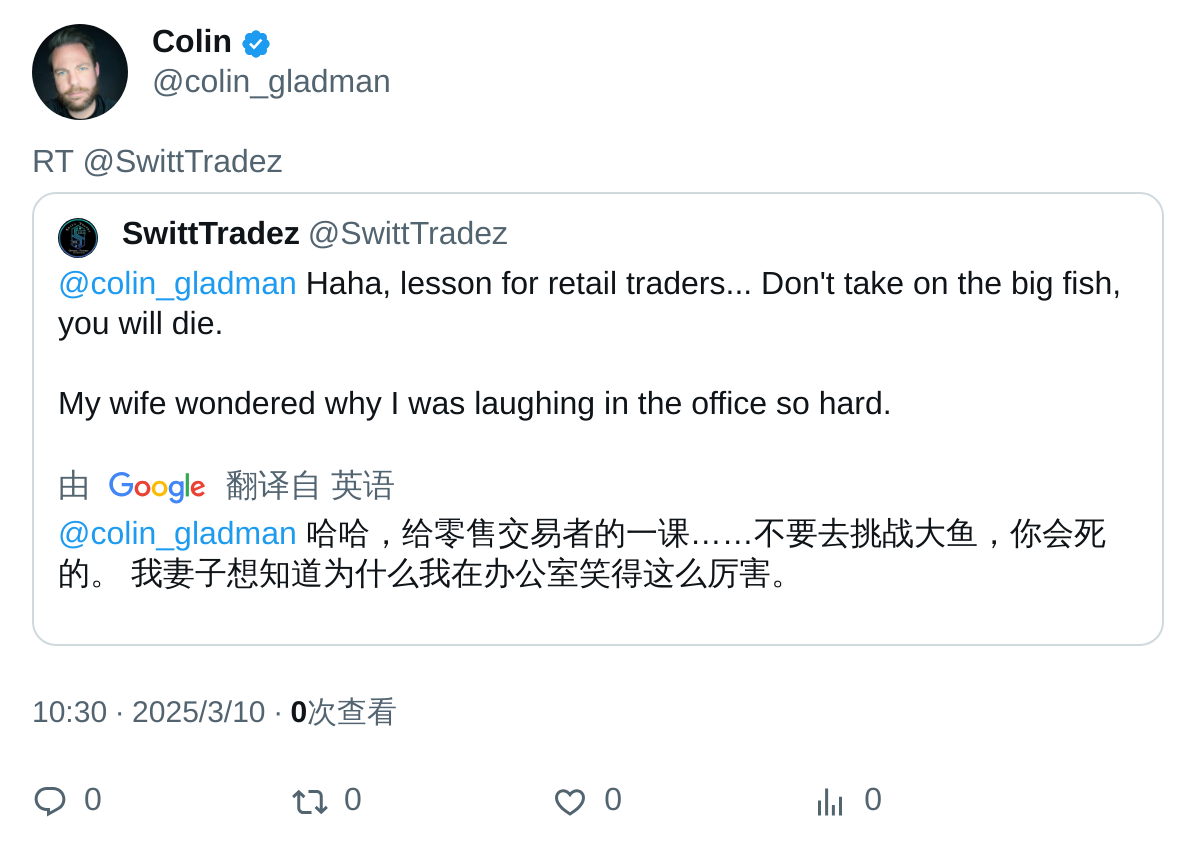 Colin
@colin_gladman
RT @SwittTradez
SwittTradez @SwittTradez
@colin_gladman Haha, lesson for retail traders... Don't take on the big fish,
you will die.
My wife wondered why I was laughing in the office so hard.
由 Google 翻译自 英语
@colin_gladman 哈哈，给零售交易者的一课……不要去挑战大鱼，你会死
的。 我妻子想知道为什么我在办公室笑得这么厉害。
10:30 · 2025/3/10 · 0次查看
0 0 0 0